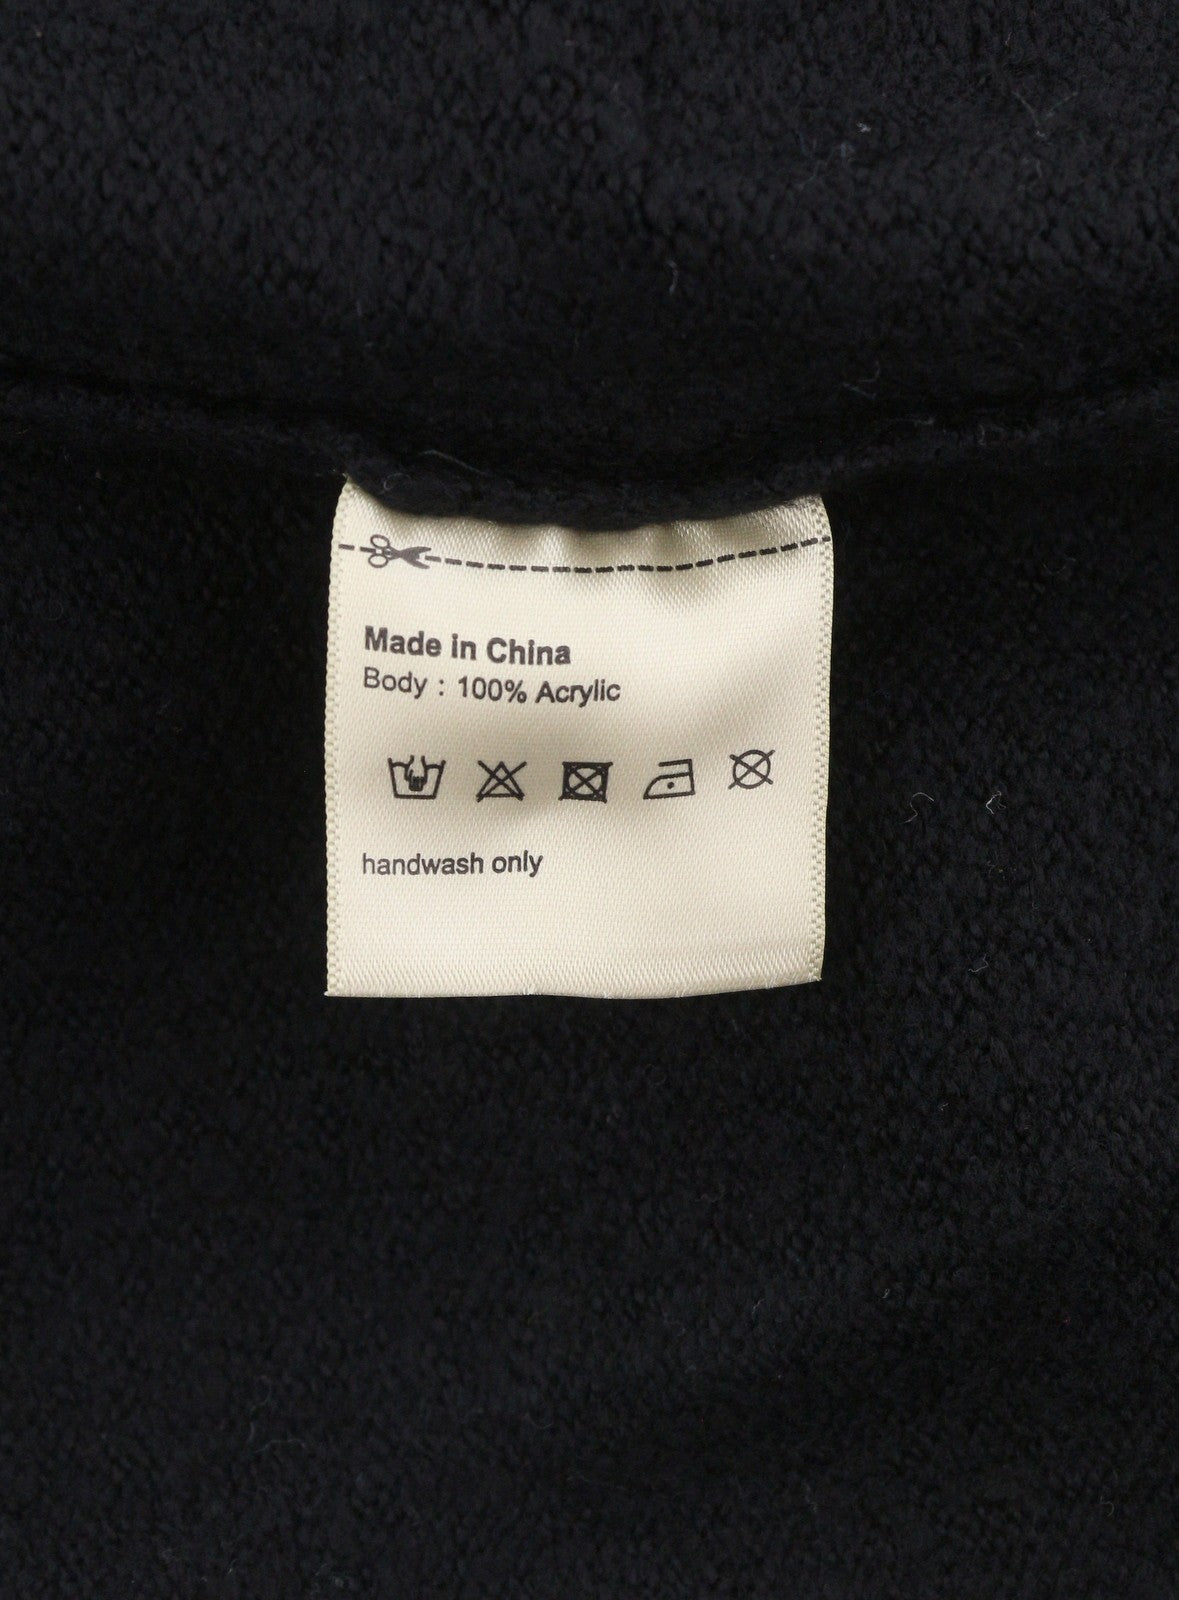 Made in China
Body : 100% Acrylic
handwash only